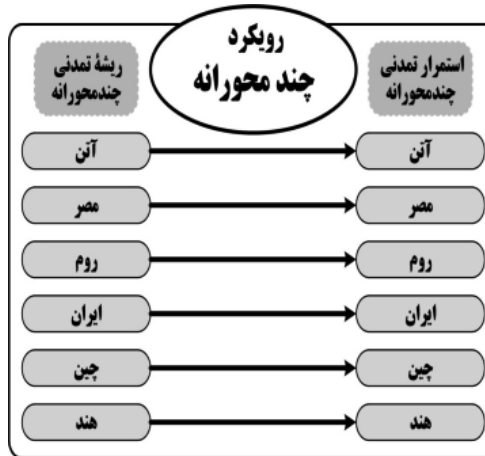 رویکرد
چند محورانه
استمرار تمدنی
چندمحورانه
ریشهٔ تمدنی
چندمحورانه
آتن
آتن
مصر
مصر
روم
روم
ایران
ایران
چین
چین
هند
هند